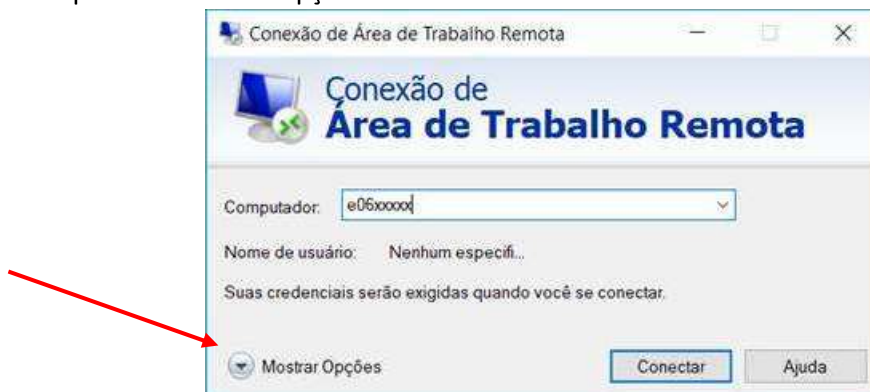 Conexão de Área de Trabalho Remota
Conexão de
Área de Trabalho Remota
Computador: e06xxxxx
Nome de usuário: Nenhum especifi...
Suas credenciais serão exigidas quando você se conectar.
Mostrar Opções Conectar Ajuda